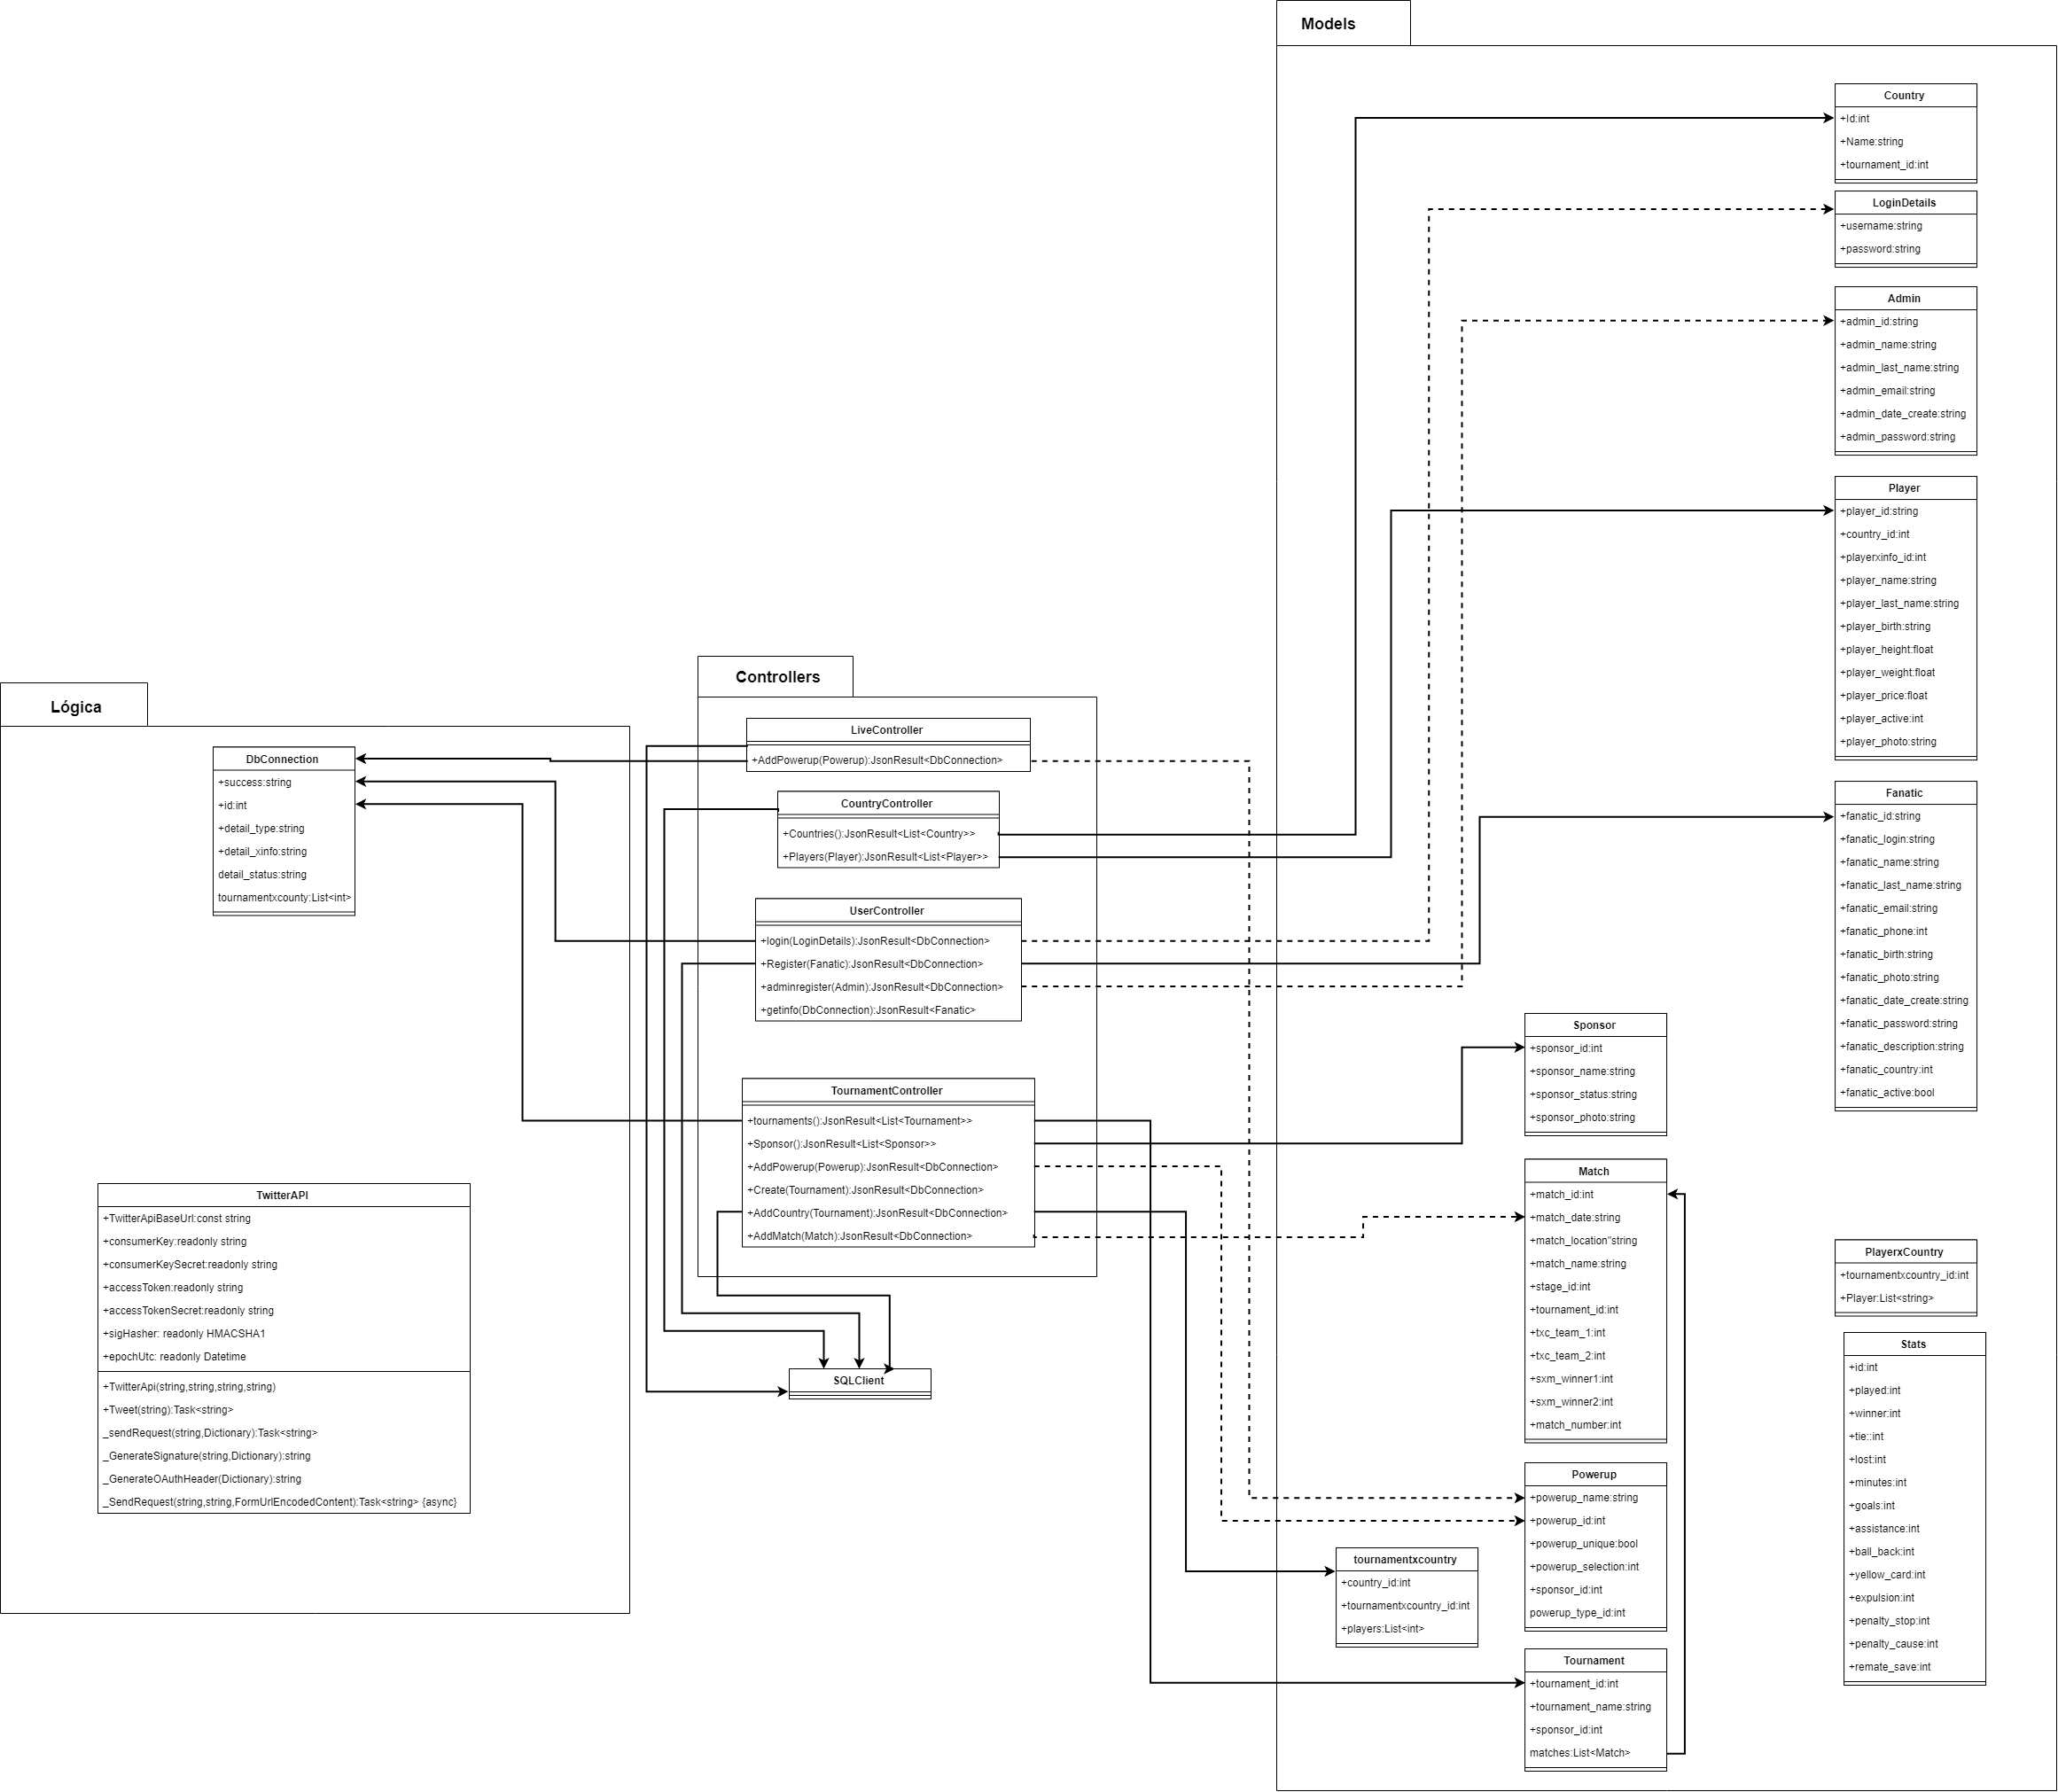 Lógica
DbConnection
+success:string
+id:int
+detail_type:string
+detail_xinfo:string
detail_status:string
tournamentxcounty:List<int>
TwitterAPI
+TwitterApiBaseUrl:const string
+consumerKey:readonly string
+consumerKeySecret:readonly string
+accessToken:readonly string
+accessTokenSecret:readonly string
+sigHasher: readonly HMACSHA1
+epochUtc: readonly Datetime
+TwitterApi(string,string,string,string)
+Tweet(string):Task<string>
_sendRequest(string,Dictionary):Task<string>
_GenerateSignature(string,Dictionary):string
_GenerateOAuthHeader(Dictionary):string
_SendRequest(string,string,FormUrlEncodedContent):Task<string> {async}
Controllers
LiveController
+AddPowerup(Powerup):JsonResult<DbConnection>
CountryController
+Countries():JsonResult<List<Country>>
+Players(Player):JsonResult<List<Player>>
UserController
+login(LoginDetails):JsonResult<DbConnection>
+Register(Fanatic):JsonResult<DbConnection>
+adminregister(Admin):JsonResult<DbConnection>
+getinfo(DbConnection):JsonResult<Fanatic>
TournamentController
+tournaments():JsonResult<List<Tournament>>
+Sponsor():JsonResult<List<Sponsor>>
+AddPowerup(Powerup):JsonResult<DbConnection>
+Create(Tournament):JsonResult<DbConnection>
+AddCountry(Tournament):JsonResult<DbConnection>
+AddMatch(Match):JsonResult<DbConnection>
SQLClient
Models
Country
+Id:int
+Name:string
+tournament_id:int
LoginDetails
+username:string
+password:string
Admin
+admin_id:string
+admin_name:string
+admin_last_name:string
+admin_email:string
+admin_date_create:string
+admin_password:string
Player
+player_id:string
+country_id:int
+playerxinfo_id:int
+player_name:string
+player_last_name:string
+player_birth:string
+player_height:float
+player_weight:float
+player_price:float
+player_active:int
+player_photo:string
Fanatic
+fanatic_id:string
+fanatic_login:string
+fanatic_name:string
+fanatic_last_name:string
+fanatic_email:string
+fanatic_phone:int
+fanatic_birth:string
+fanatic_photo:string
+fanatic_date_create:string
+fanatic_password:string
+fanatic_description:string
+fanatic_country:int
+fanatic_active:bool
Sponsor
+sponsor_id:int
+sponsor_name:string
+sponsor_status:string
+sponsor_photo:string
Match
+match_id:int
+match_date:string
+match_location"string
+match_name:string
+stage_id:int
+tournament_id:int
+txc_team_1:int
+txc_team_2:int
+sxm_winner1:int
+sxm_winner2:int
+match_number:int
PlayerxCountry
+tournamentxcountry_id:int
+Player:List<string>
Stats
+id:int
+played:int
+winner:int
+tie::int
+lost:int
+minutes:int
+goals:int
+assistance:int
+ball_back:int
+yellow_card:int
+expulsion:int
+penalty_stop:int
+penalty_cause:int
+remate_save:int
Powerup
+powerup_name:string
+powerup_id:int
+powerup_unique:bool
+powerup_selection:int
+sponsor_id:int
powerup_type_id:int
tournamentxcountry
+country_id:int
+tournamentxcountry_id:int
+players:List<int>
Tournament
+tournament_id:int
+tournament_name:string
+sponsor_id:int
matches:List<Match>